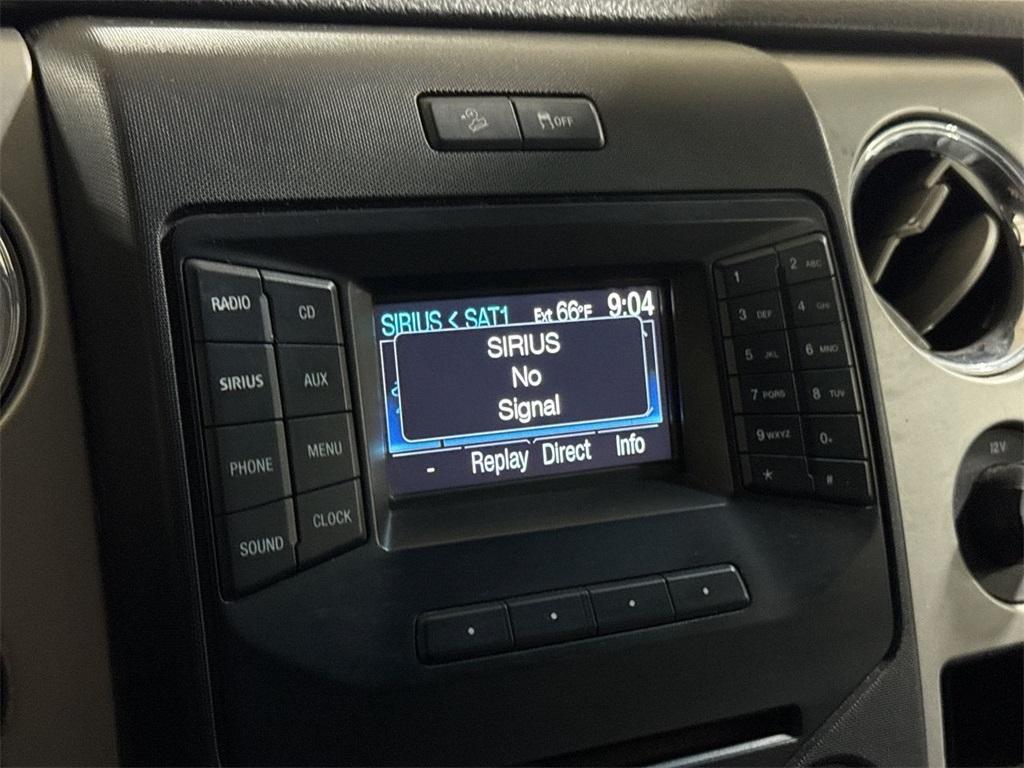 OFF
RADIO
CD
SIRIUS
AUX
PHONE
MENU
SOUND
CLOCK
SIRIUS < SAT1 Ext 66°F 9:04
SIRIUS
No
Signal
- Replay Direct Info
1
2 ABC
3 DEF
4 GHI
5 JKL
6 MNO
7 PQRS
8 TUV
9 WXYZ
0
*
#
12V